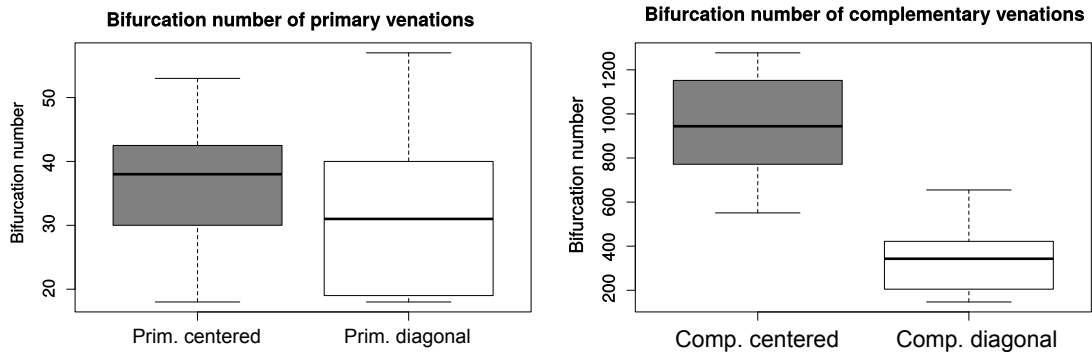 Bifurcation number of primary venations
Bifurcation number
50
40
30
20
Prim. centered
Prim. diagonal
Bifurcation number of complementary venations
Bifurcation number
1200
1000
800
600
400
200
Comp. centered
Comp. diagonal